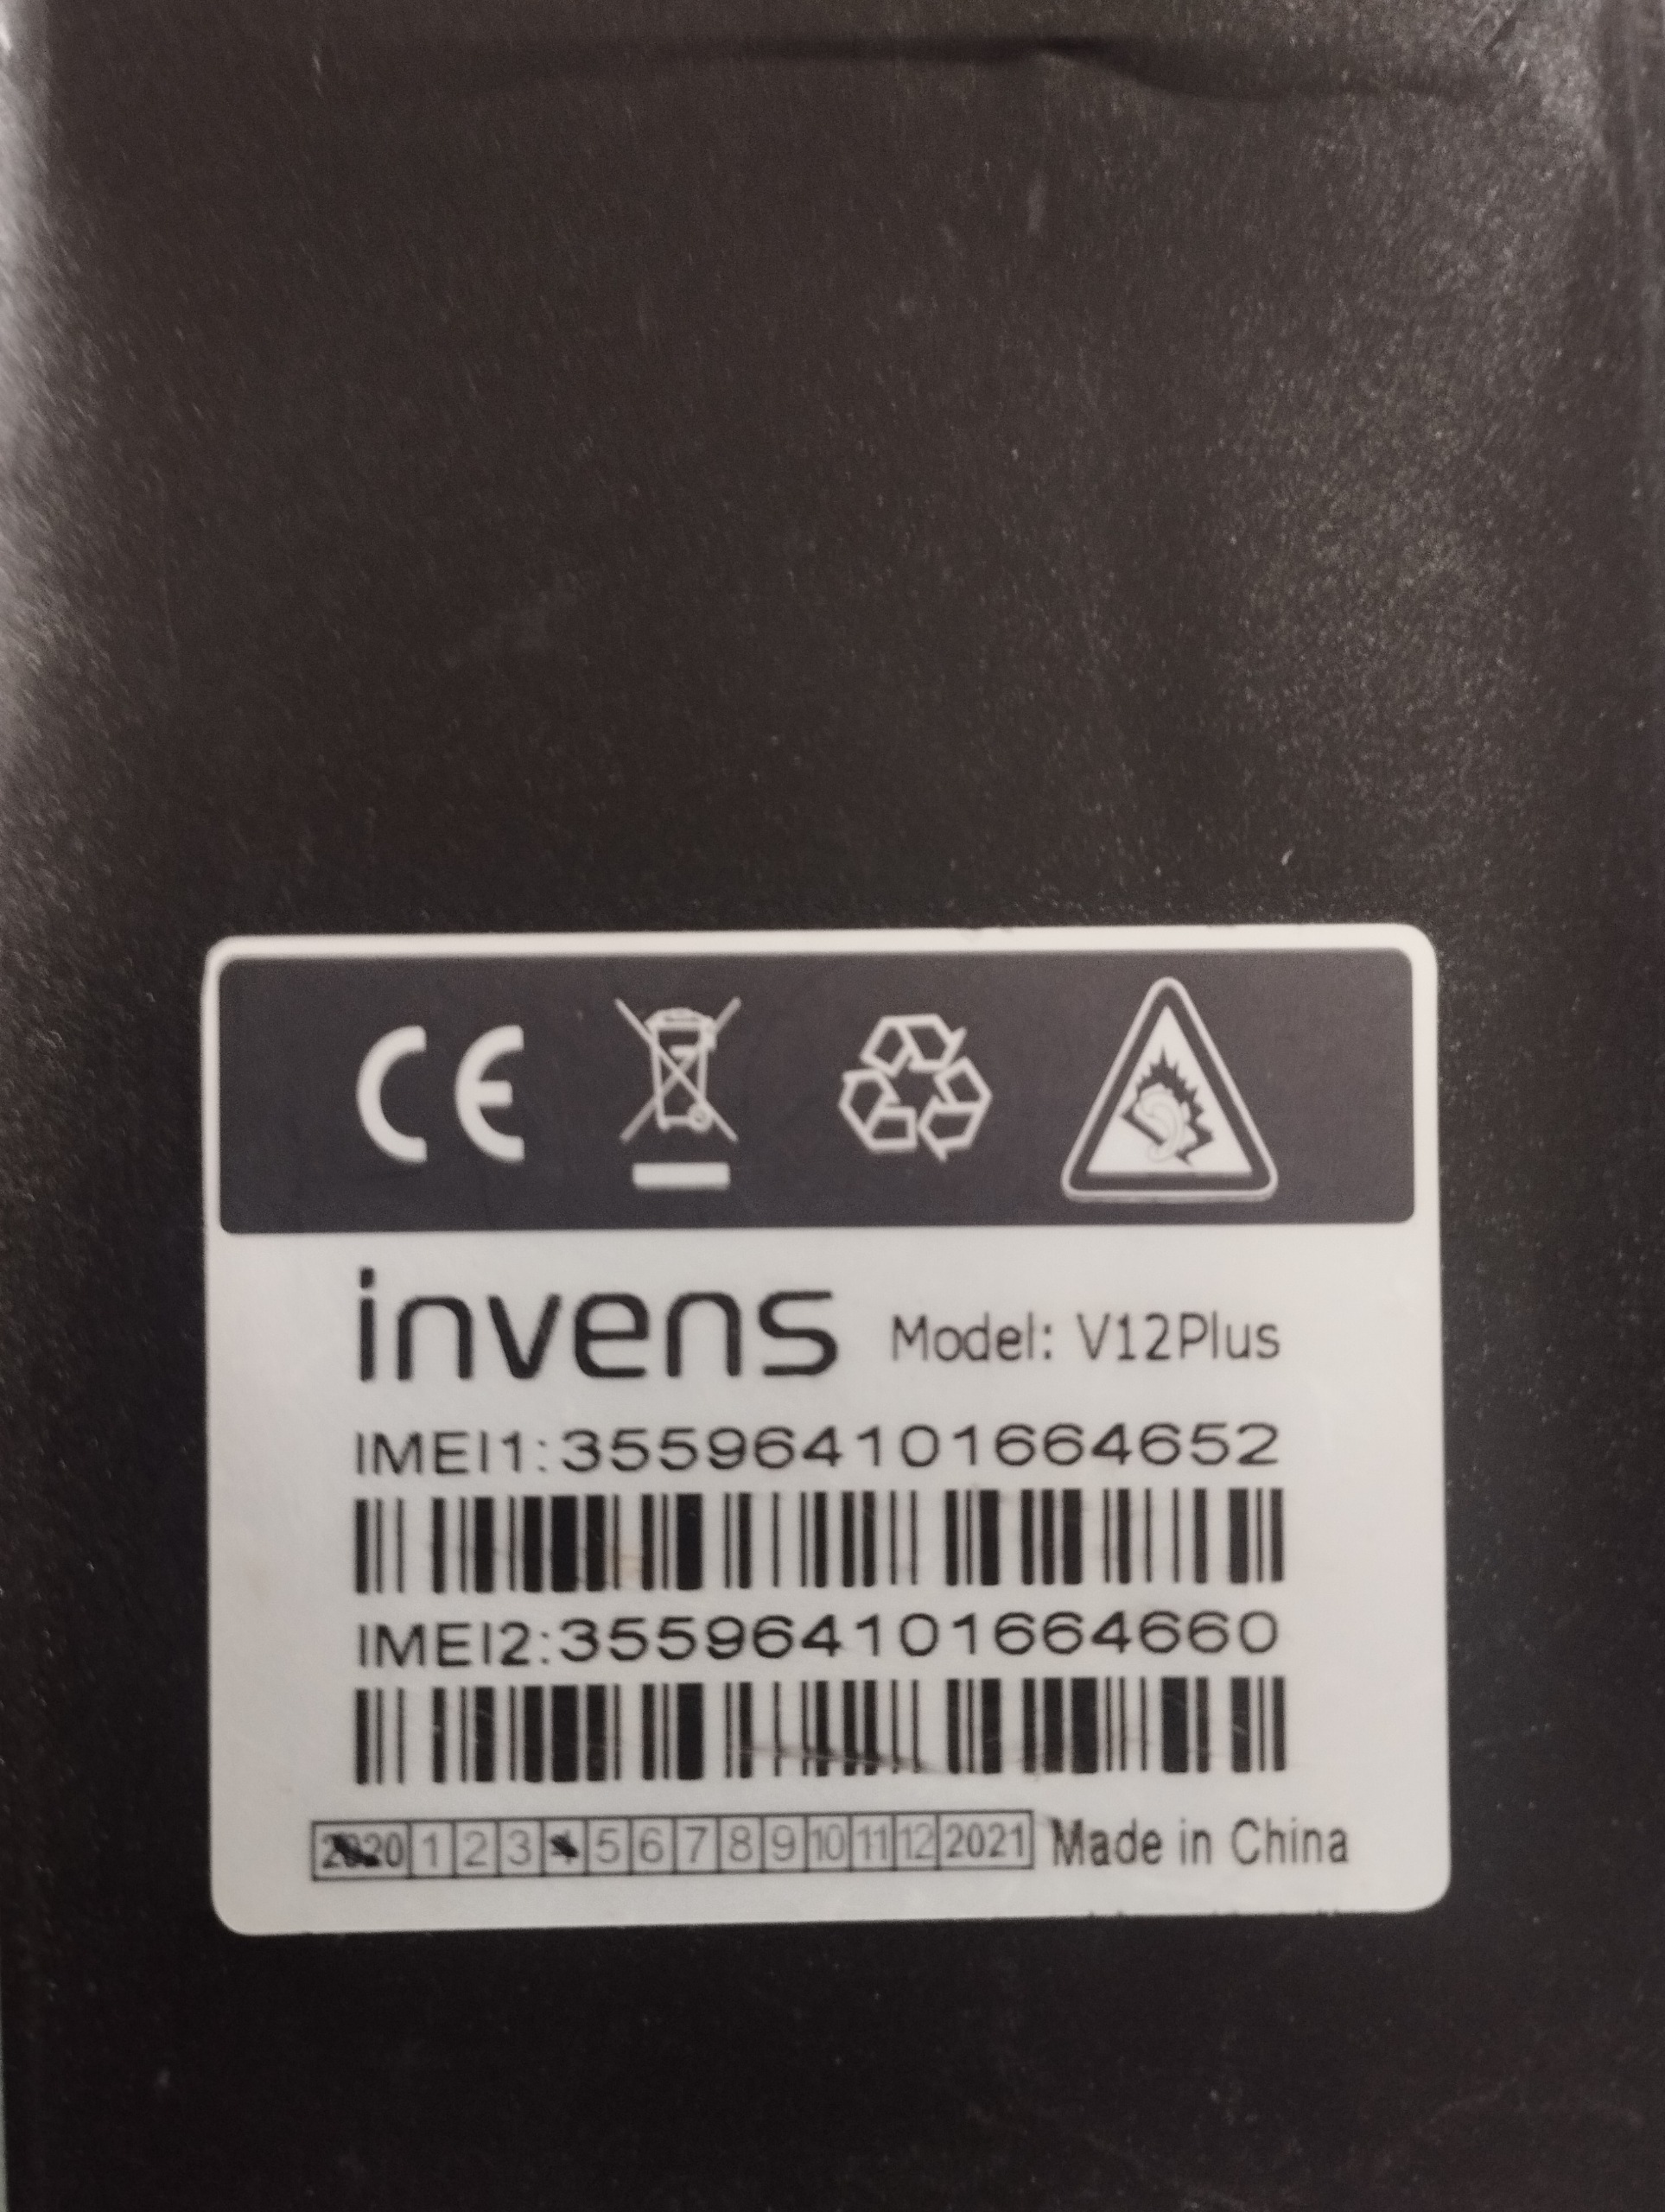 CE
invens Model: V12Plus
IMEI1:355964101664652
IMEI2:355964101664660
2020 1 2 3 4 5 6 7 8 9 10 11 12 2021 Made in China